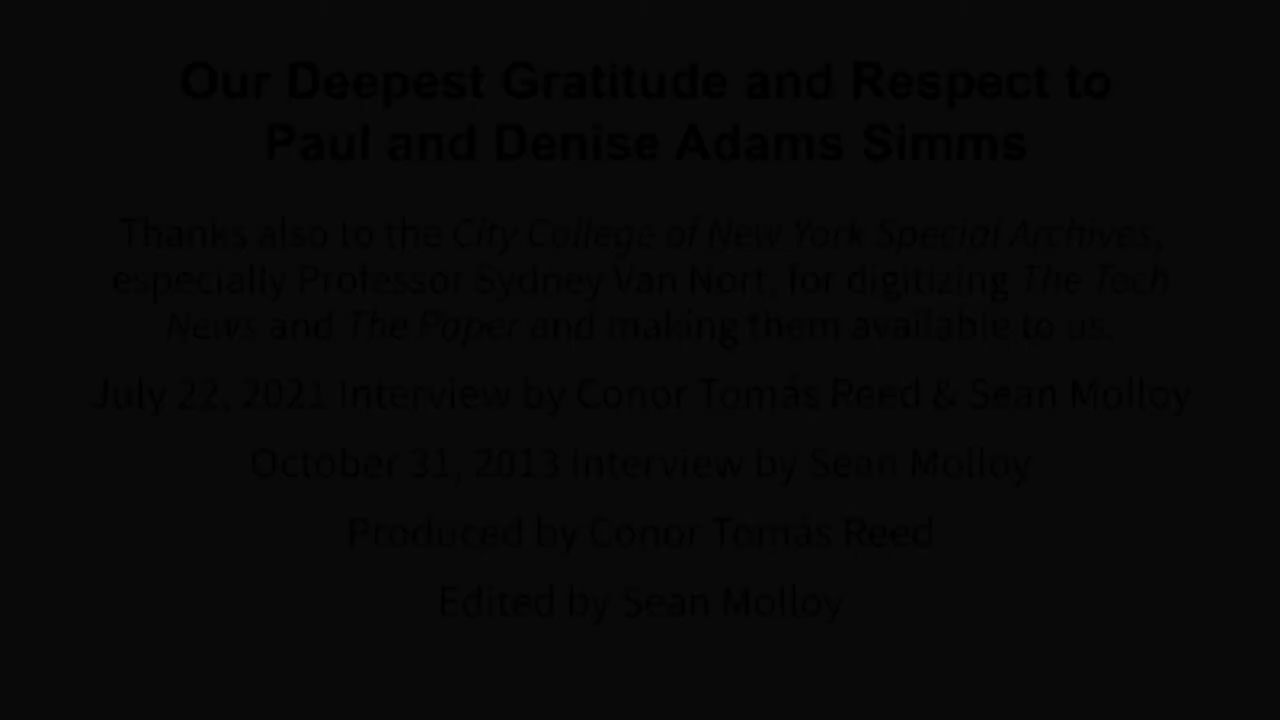 Our Deepest Gratitude and Respect to
Paul and Denise Adams Simms
Thanks also to the City College of New York Special Archives,
especially Professor Sydney Van Nort, for digitizing The Tech
News and The Paper and making them available to us.
July 22, 2021 Interview by Conor Tomás Reed & Sean Molloy
October 31, 2013 Interview by Sean Molloy
Produced by Conor Tomás Reed
Edited by Sean Molloy